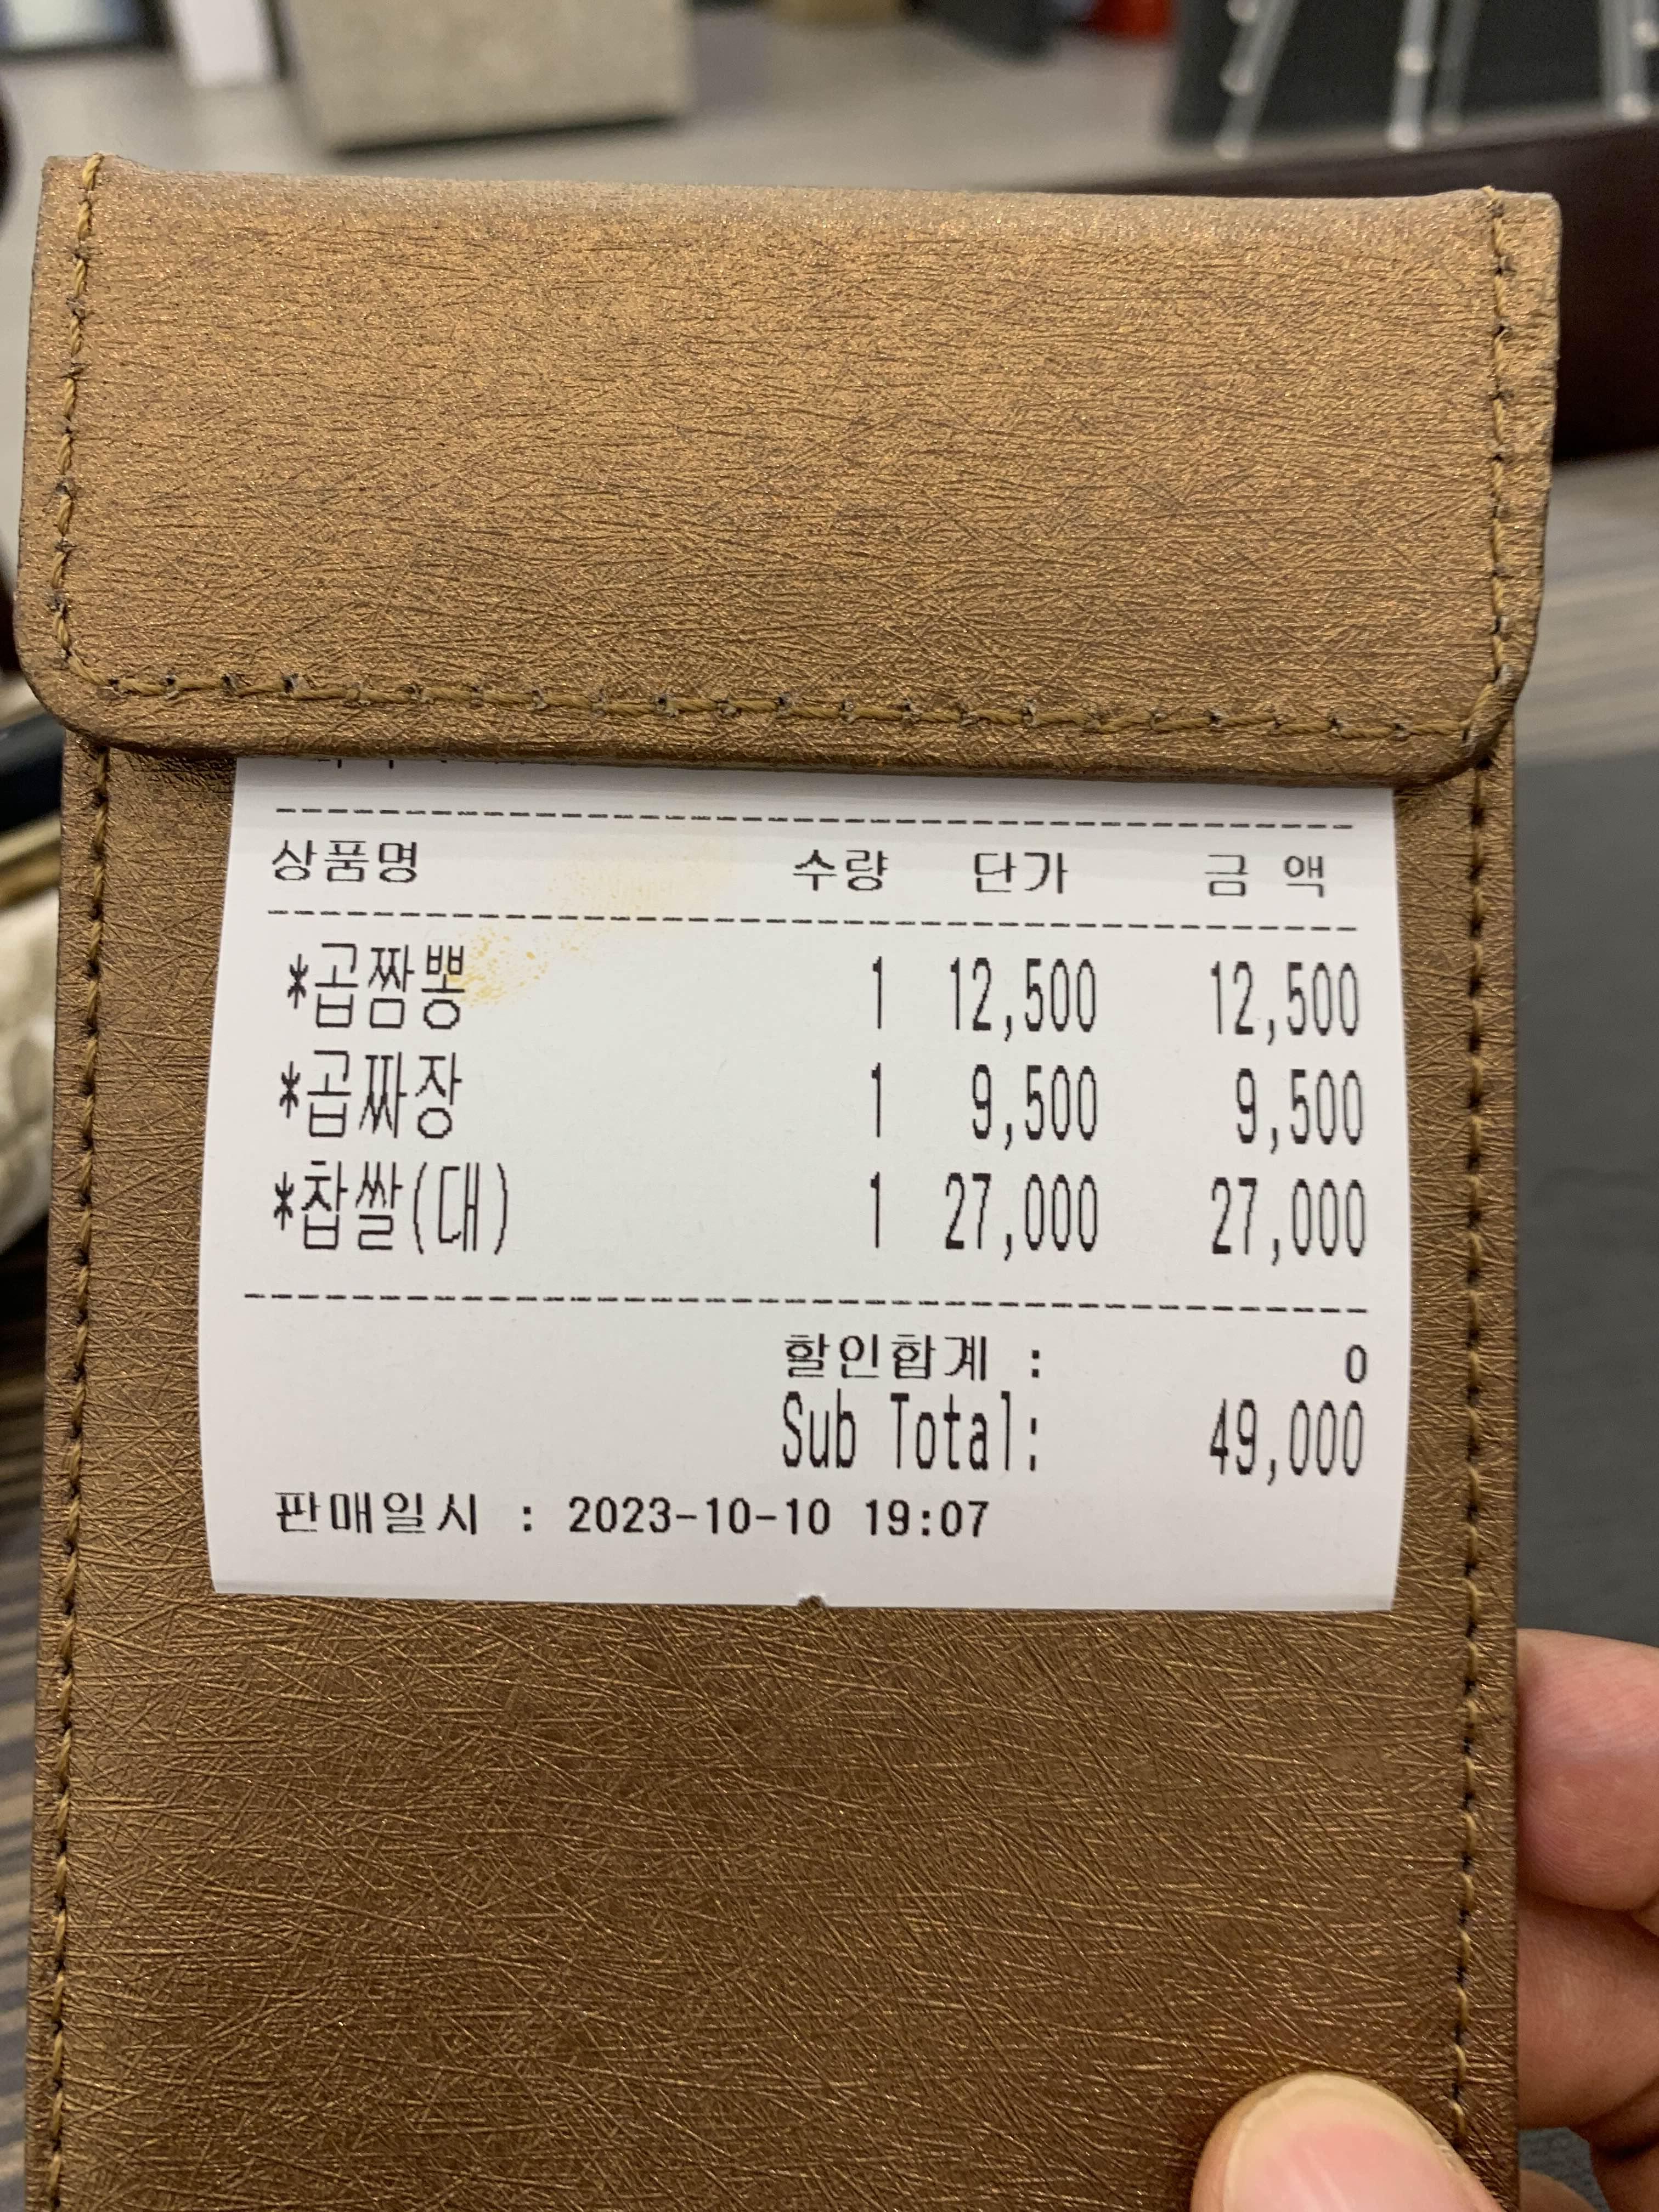 상품명 수량 단가 금 액
*곱짬뽕 1 12,500 12,500
*곱짜장 1 9,500 9,500
*찹쌀(대) 1 27,000 27,000
할인합계 : 0
Sub Total: 49,000
판매일시 : 2023-10-10 19:07